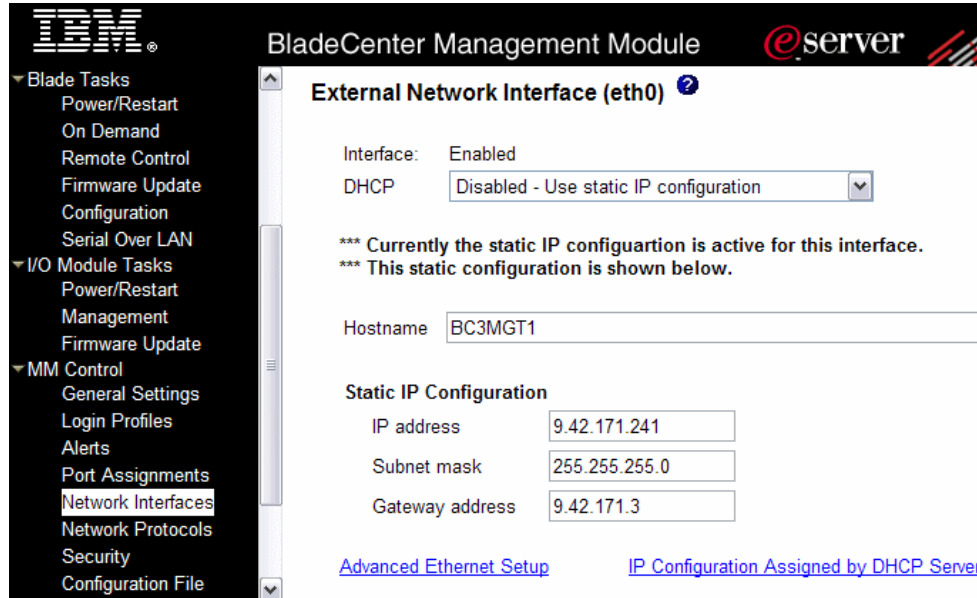 IBM®
BladeCenter Management Module
eserver
Blade Tasks
Power/Restart
On Demand
Remote Control
Firmware Update
Configuration
Serial Over LAN
I/O Module Tasks
Power/Restart
Management
Firmware Update
MM Control
General Settings
Login Profiles
Alerts
Port Assignments
Network Interfaces
Network Protocols
Security
Configuration File
External Network Interface (eth0) ?
Interface: Enabled
DHCP Disabled - Use static IP configuration
*** Currently the static IP configuartion is active for this interface.
*** This static configuration is shown below.
Hostname BC3MGT1
Static IP Configuration
IP address 9.42.171.241
Subnet mask 255.255.255.0
Gateway address 9.42.171.3
Advanced Ethernet Setup IP Configuration Assigned by DHCP Server